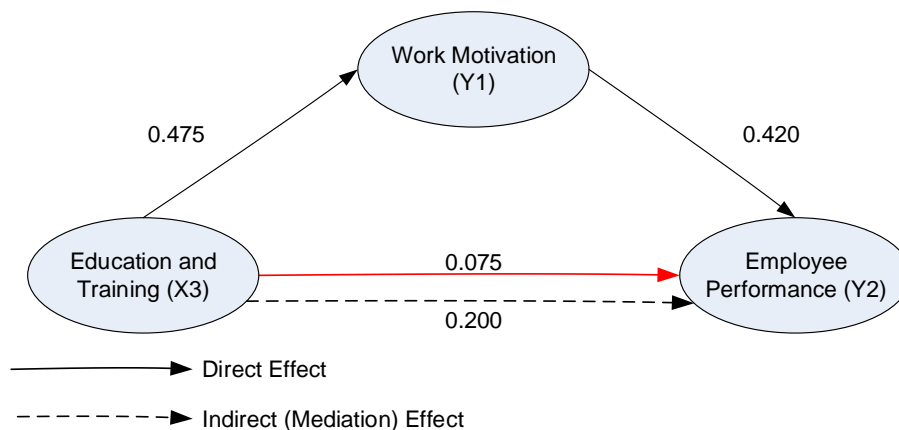 Work Motivation
(Y1)
0.475
0.420
Education and
Training (X3)
0.075
Employee
Performance (Y2)
0.200
Direct Effect
Indirect (Mediation) Effect